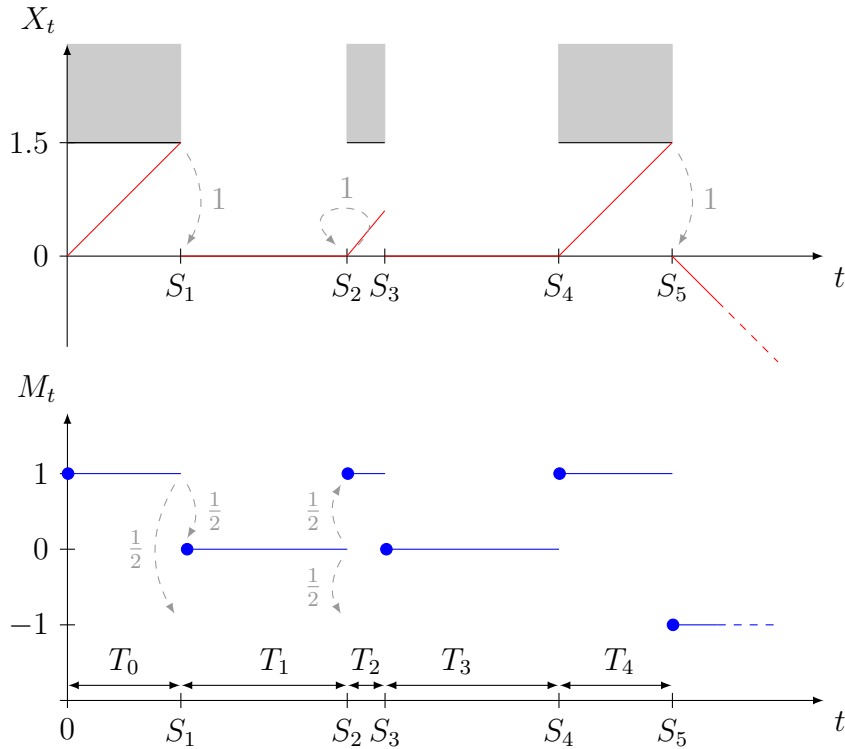 X_t
1.5
1
1
1
0
S_1 S_2 S_3 S_4 S_5 t
M_t
1
1/2 1/2 1/2
0
1/2
−1
T_0 T_1 T_2 T_3 T_4
0 S_1 S_2 S_3 S_4 S_5 t